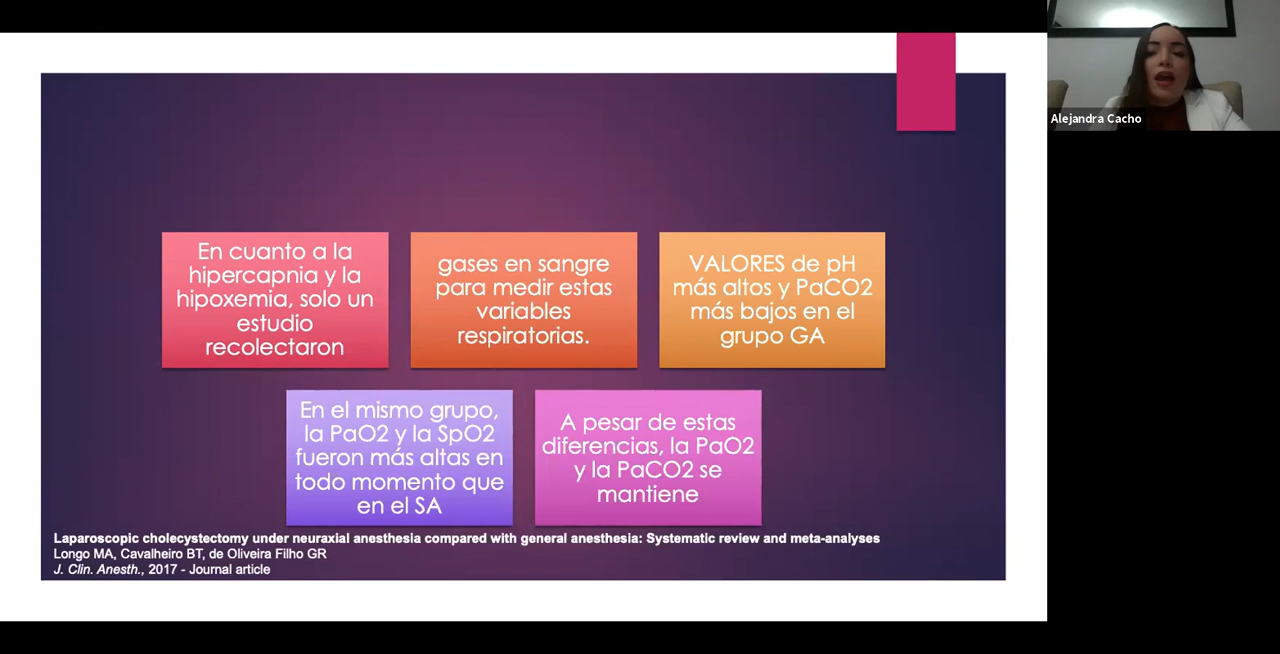 Alejandra Cacho
En cuanto a la
hipercapnia y la
hipoxemia, solo un
estudio
recolectaron
gases en sangre
para medir estas
variables
respiratorias.
VALORES de pH
más altos y PaCO2
más bajos en el
grupo GA
En el mismo grupo,
la PaO2 y la SpO2
fueron más altas en
todo momento que
en el SA
A pesar de estas
diferencias, la PaO2
y la PaCO2 se
mantiene
Laparoscopic cholecystectomy under neuraxial anesthesia compared with general anesthesia: Systematic review and meta-analyses
Longo MA, Cavalheiro BT, de Oliveira Filho GR
J. Clin. Anesth., 2017 - Journal article